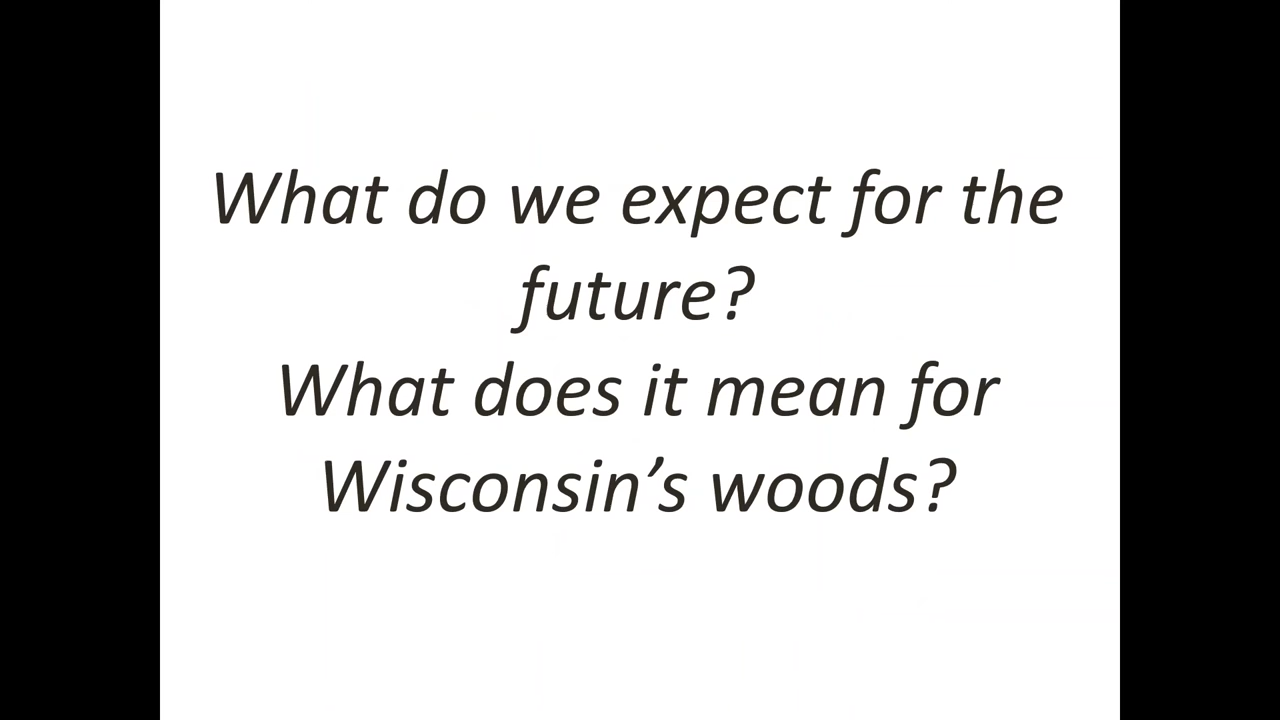 What do we expect for the
future?
What does it mean for
Wisconsin’s woods?